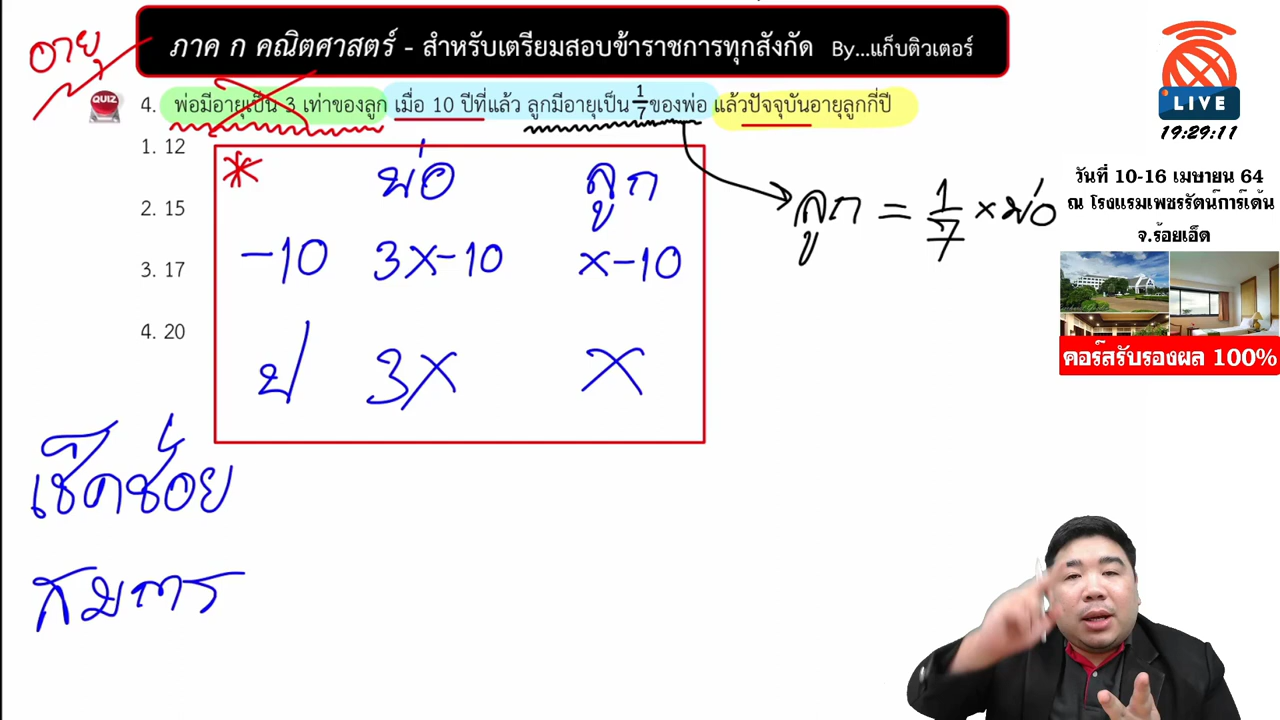 อายุ
ภาค ก คณิตศาสตร์ - สำหรับเตรียมสอบข้าราชการทุกสังกัด By...แก็บติวเตอร์
QUIZ
4. พ่อมีอายุเป็น 3 เท่าของลูก เมื่อ 10 ปีที่แล้ว ลูกมีอายุเป็น 1/7 ของพ่อ แล้วปัจจุบันอายุลูกกี่ปี
1. 12
2. 15
3. 17
4. 20
* พ่อ ลูก
-10 3x-10 x-10
ป 3x x
ลูก = 1/7 × พ่อ
เช็คช้อย
สมการ
LIVE
19:29:11
วันที่ 10-16 เมษายน 64
ณ โรงแรมเพชรรัตน์การ์เด้น
จ.ร้อยเอ็ด
คอร์สรับรองผล 100%